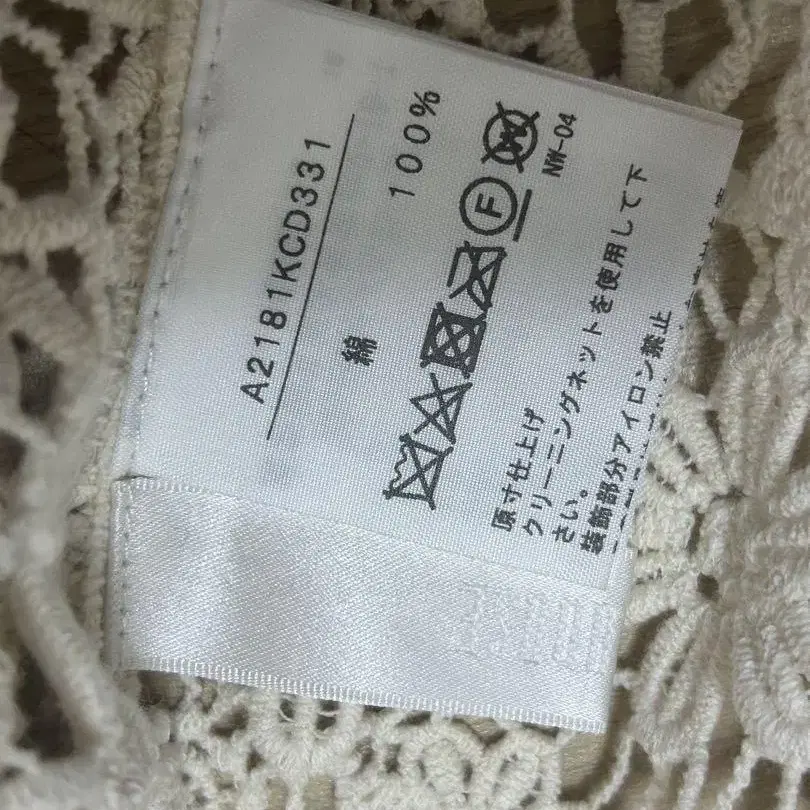 A2181KCD331
綿 100%
F W
NW-04
原寸仕上げ
クリーニングネットを使用して下
さい。
装飾部分アイロン禁止